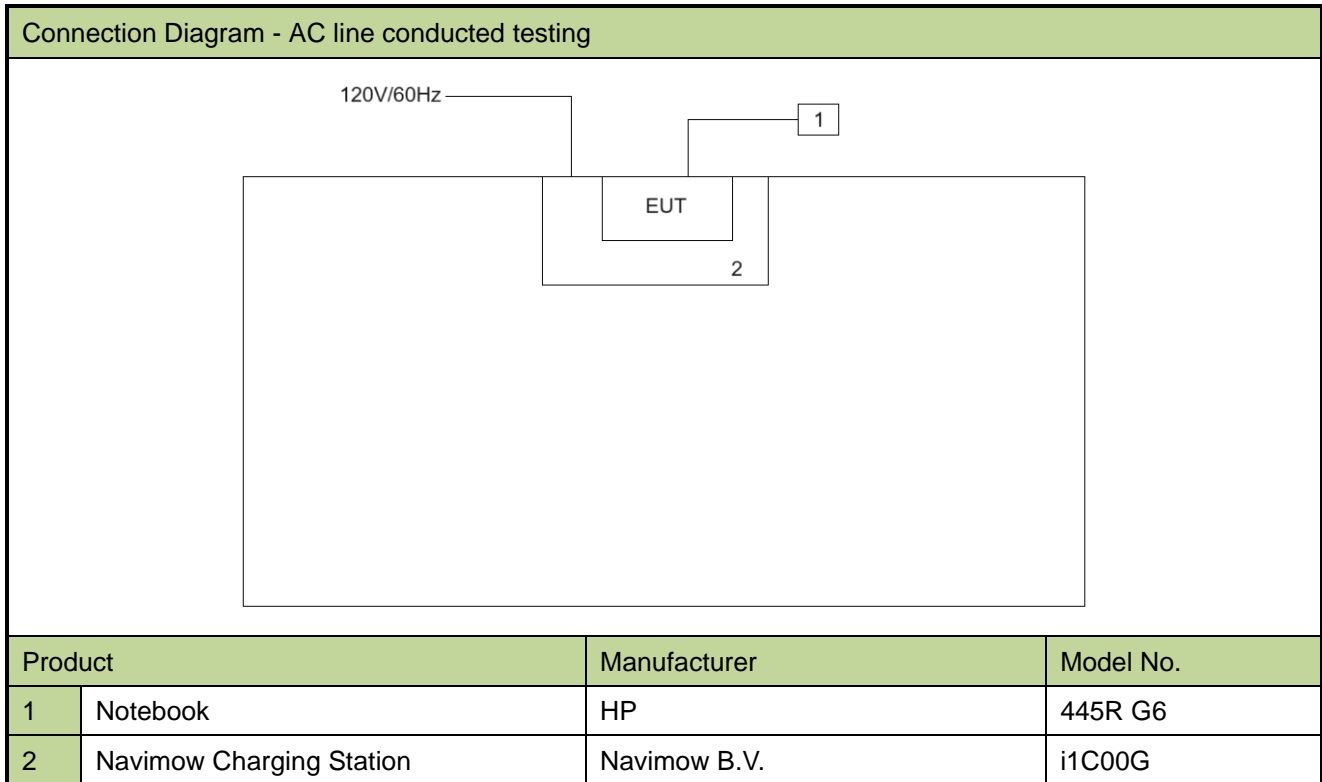 Connection Diagram - AC line conducted testing
120V/60Hz
1
EUT
2
Product Manufacturer Model No.
1 Notebook HP 445R G6
2 Navimow Charging Station Navimow B.V. i1C00G